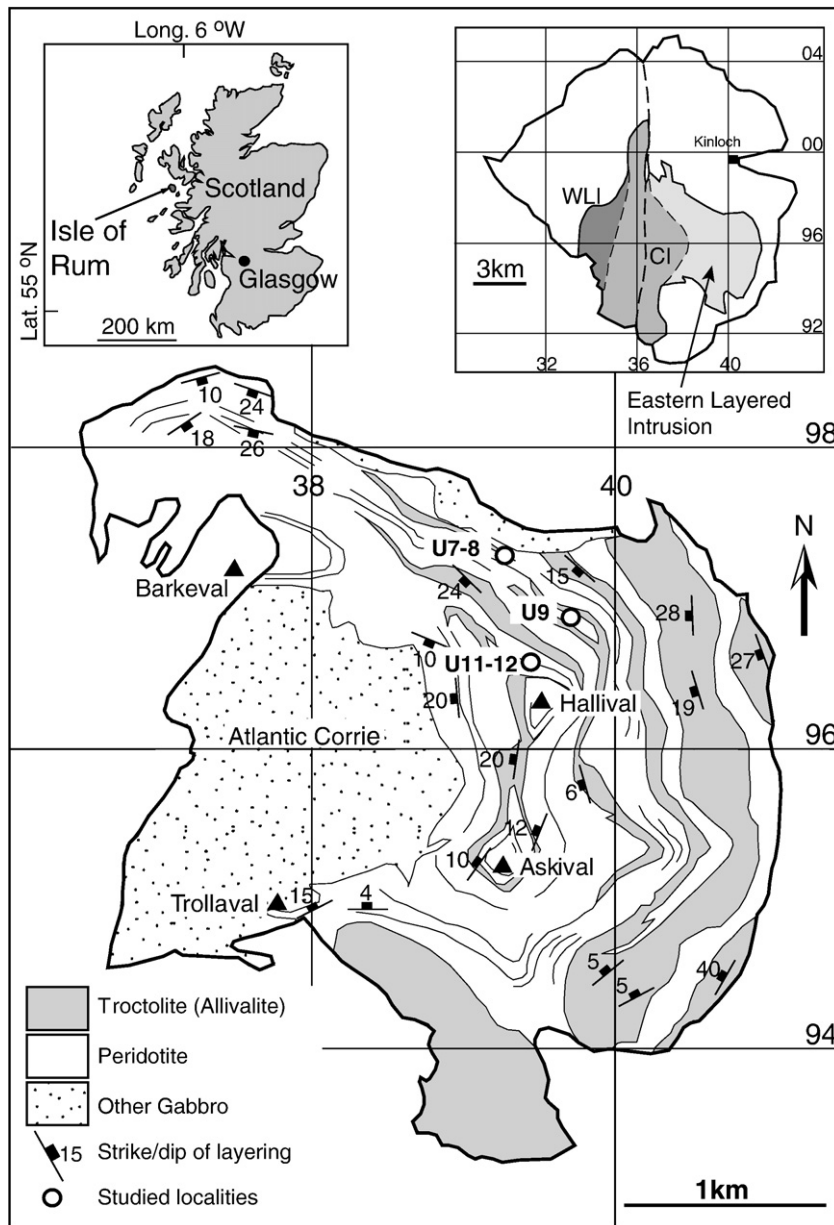 Long. 6 ºW
Lat. 55 ºN
Scotland
Isle of
Rum
Glasgow
200 km
04
00
96
92
32
36
40
Kinloch
WLI
CI
3km
Eastern Layered
Intrusion
10
24
18
26
98
38
40
N
U7-8
15
Barkeval
24
U9
28
27
10
U11-12
20
Hallival
19
Atlantic Corrie
96
20
6
12
10
Askival
Trollaval
15
4
5
5
40
94
Troctolite (Allivalite)
Peridotite
Other Gabbro
15 Strike/dip of layering
Studied localities
1km